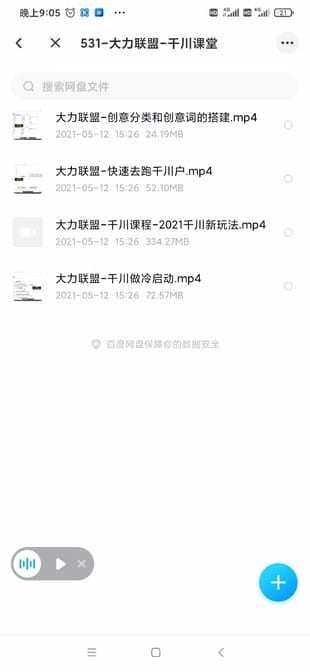 晚上9:05
21
531-大力联盟-千川课堂
搜索网盘文件
大力联盟-创意分类和创意词的搭建.mp4
2021-05-12 15:26 24.19MB
大力联盟-快速去跑千川户.mp4
2021-05-12 15:26 52.10MB
大力联盟-千川课程-2021千川新玩法.mp4
2021-05-12 15:26 334.27MB
大力联盟-千川做冷启动.mp4
2021-05-12 15:26 72.57MB
百度网盘保障你的数据安全